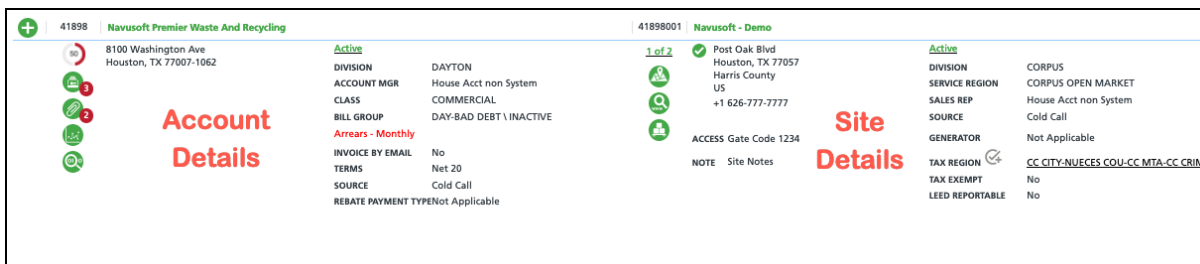 41898 Navusoft Premier Waste And Recycling
50
8100 Washington Ave
Houston, TX 77007-1062
3
2
Account
Details
Active
DIVISION DAYTON
ACCOUNT MGR House Acct non System
CLASS COMMERCIAL
BILL GROUP DAY-BAD DEBT \ INACTIVE
Arrears - Monthly
INVOICE BY EMAIL No
TERMS Net 20
SOURCE Cold Call
REBATE PAYMENT TYPENot Applicable
41898001 Navusoft - Demo
1 of 2
Post Oak Blvd
Houston, TX 77057
Harris County
US
+1 626-777-7777
ACCESS Gate Code 1234
NOTE Site Notes
Site
Details
Active
DIVISION CORPUS
SERVICE REGION CORPUS OPEN MARKET
SALES REP House Acct non System
SOURCE Cold Call
GENERATOR Not Applicable
TAX REGION CC CITY-NUECES COU-CC MTA-CC CRIM
TAX EXEMPT No
LEED REPORTABLE No